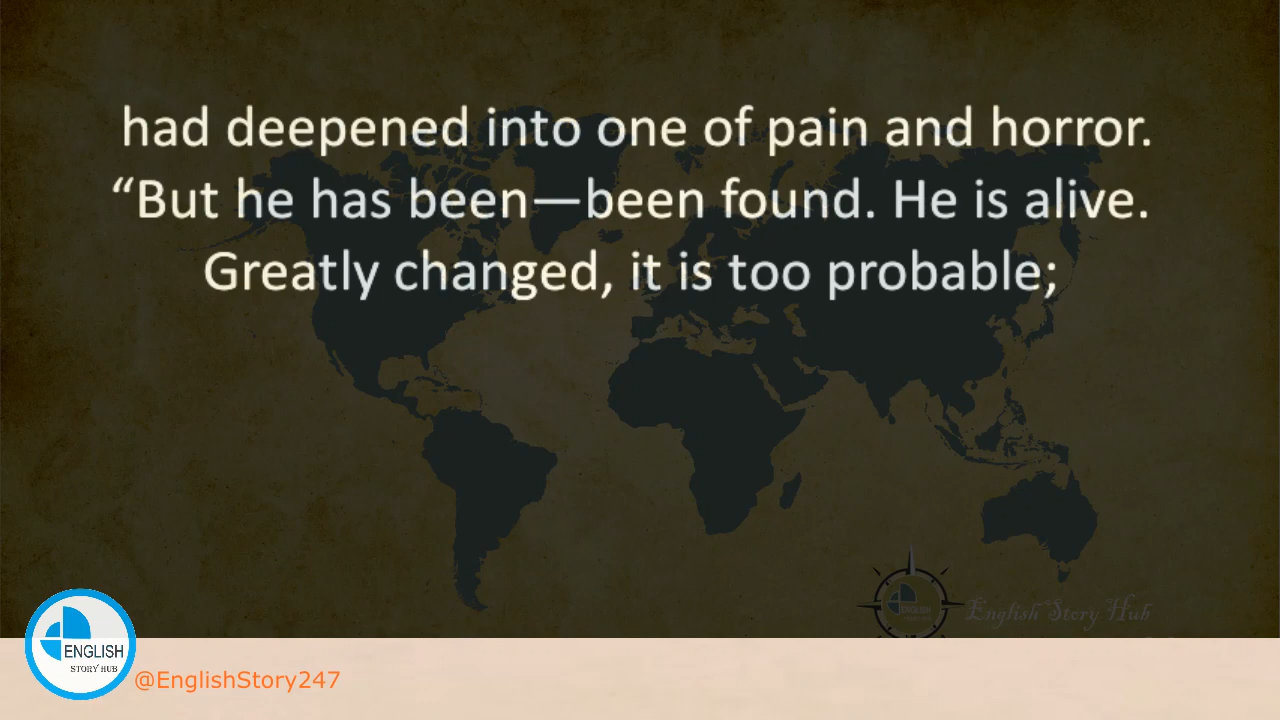 had deepened into one of pain and horror.
“But he has been—been found. He is alive.
Greatly changed, it is too probable;
ENGLISH
English Story Hub
ENGLISH
STORY HUB
@EnglishStory247